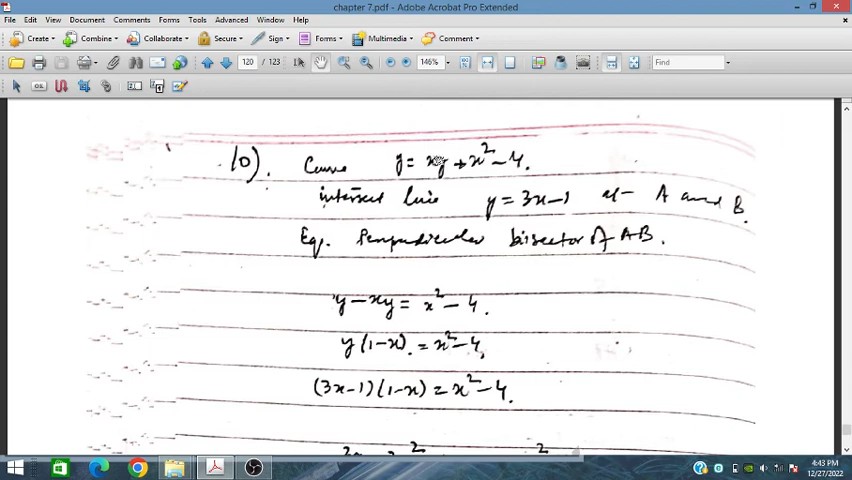 chapter 7.pdf - Adobe Acrobat Pro Extended
File Edit View Document Comments Forms Tools Advanced Window Help
Create Combine Collaborate Secure Sign Forms Multimedia Comment
120 / 123 146% Find
10). Curve y = xy + x² - 4.
intersect line y = 3x-1 at A and B.
Eq. Perpendicular bisector of AB.
y - xy = x² - 4.
y(1-x) = x² - 4,
(3x-1)(1-x) = x² - 4.
4:43 PM
12/27/2022